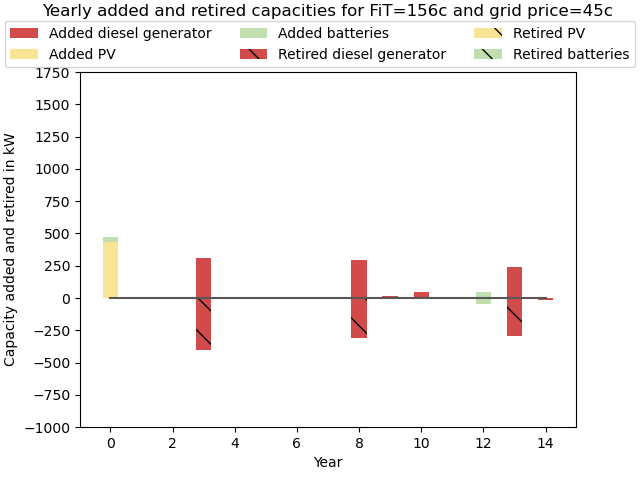 Yearly added and retired capacities for FiT=156c and grid price=45c
Added diesel generator
Added PV
Added batteries
Retired diesel generator
Retired PV
Retired batteries
Capacity added and retired in kW
1750
1500
1250
1000
750
500
250
0
−250
−500
−750
−1000
0 2 4 6 8 10 12 14
Year